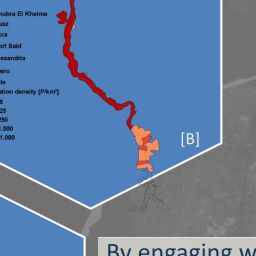 hubra El Kheima
uez
iza
ort Said
lexandria
airo
ile
ation density [P/km²]
5
25
250
1.000
1.000
[B]
By engaging w